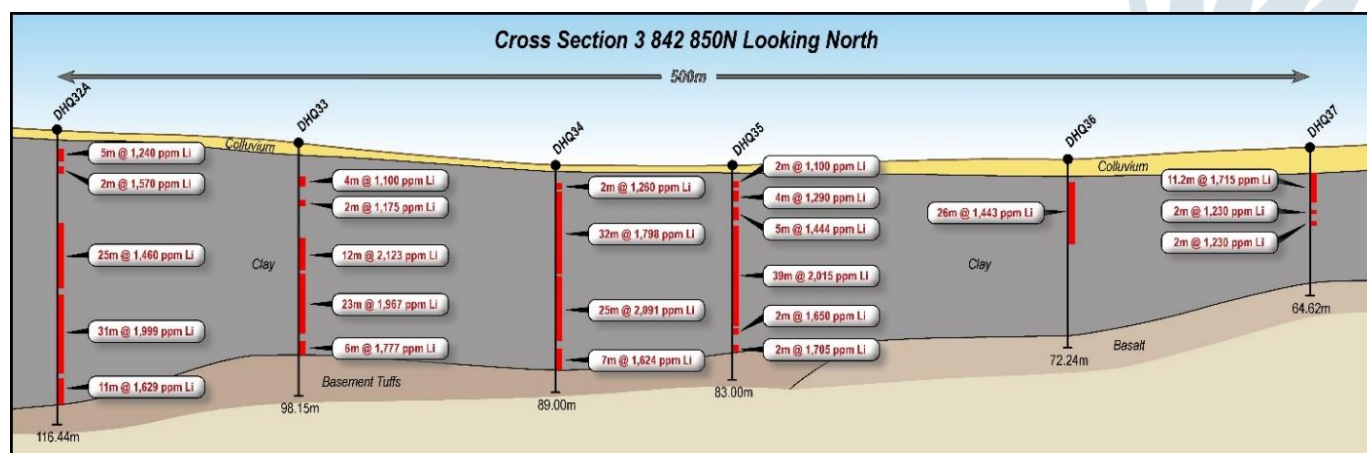 Cross Section 3 842 850N Looking North
500m
DHQ32A
DHQ33
DHQ34
DHQ35
DHQ36
DHQ37
Colluvium
Colluvium
5m @ 1,240 ppm Li
2m @ 1,570 ppm Li
25m @ 1,460 ppm Li
31m @ 1,999 ppm Li
11m @ 1,629 ppm Li
116.44m
Clay
4m @ 1,100 ppm Li
2m @ 1,175 ppm Li
12m @ 2,123 ppm Li
23m @ 1,967 ppm Li
6m @ 1,777 ppm Li
98.15m
Basement Tuffs
2m @ 1,260 ppm Li
32m @ 1,798 ppm Li
25m @ 2,091 ppm Li
7m @ 1,624 ppm Li
89.00m
2m @ 1,100 ppm Li
4m @ 1,290 ppm Li
5m @ 1,444 ppm Li
39m @ 2,015 ppm Li
2m @ 1,650 ppm Li
2m @ 1,705 ppm Li
83.00m
26m @ 1,443 ppm Li
Clay
72.24m
Basalt
11.2m @ 1,715 ppm Li
2m @ 1,230 ppm Li
2m @ 1,230 ppm Li
64.62m